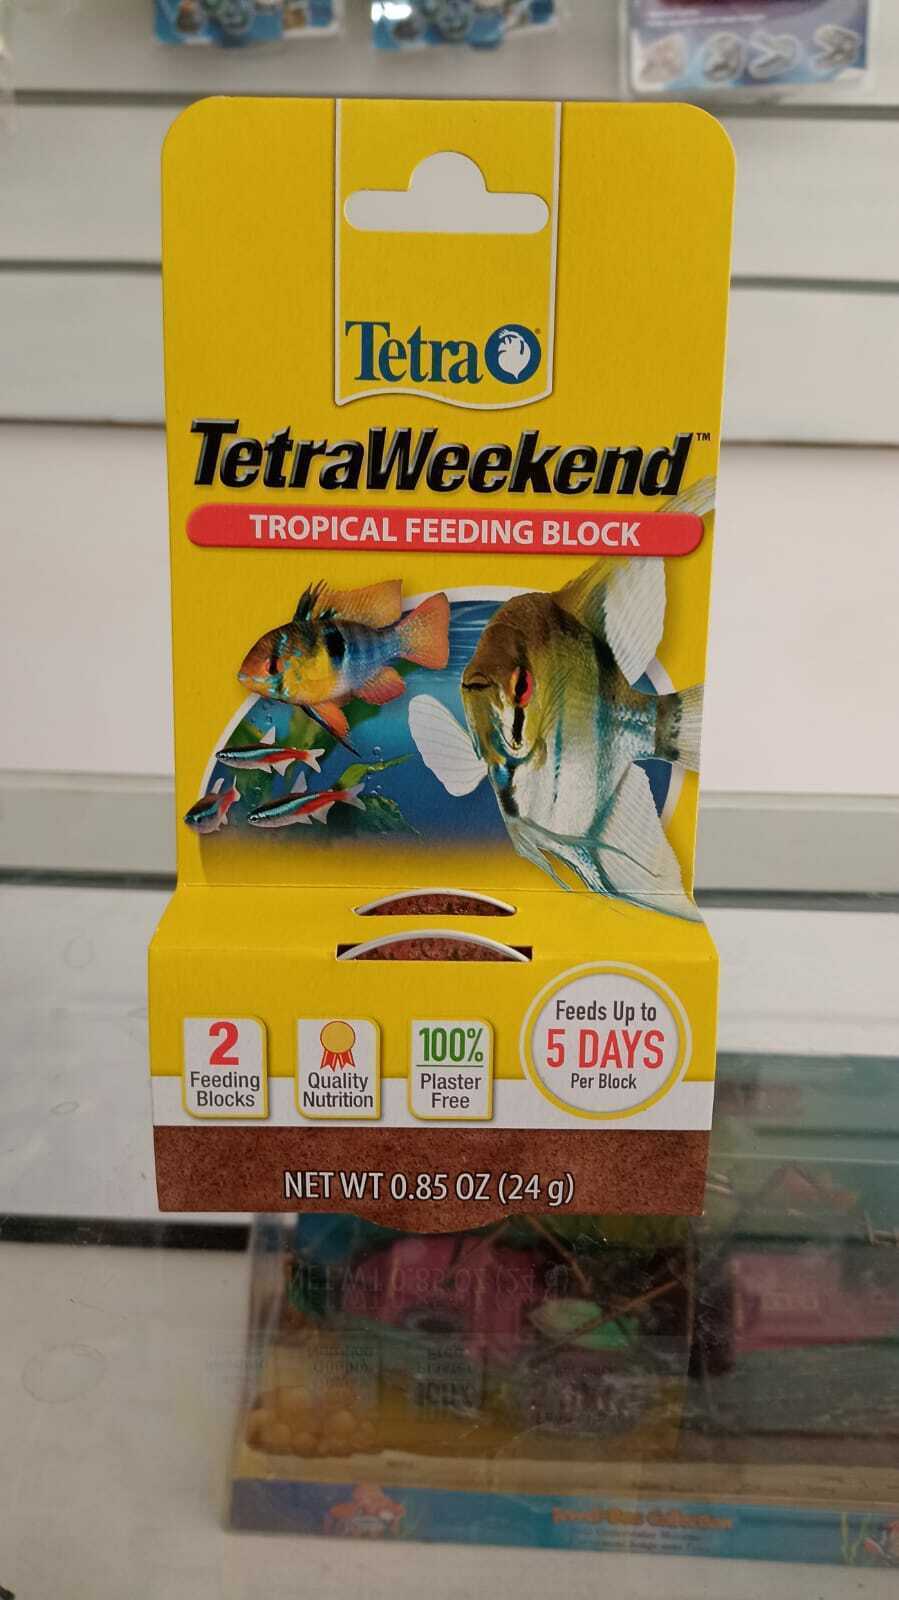 Tetra
TetraWeekend™
TROPICAL FEEDING BLOCK
2
Feeding
Blocks
Quality
Nutrition
100%
Plaster
Free
Feeds Up to
5 DAYS
Per Block
NET WT 0.85 OZ (24 g)